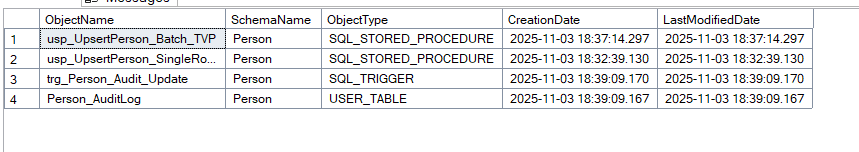 Messages
ObjectName SchemaName ObjectType CreationDate LastModifiedDate
1 usp_UpsertPerson_Batch_TVP Person SQL_STORED_PROCEDURE 2025-11-03 18:37:14.297 2025-11-03 18:37:14.297
2 usp_UpsertPerson_SingleRo... Person SQL_STORED_PROCEDURE 2025-11-03 18:32:39.130 2025-11-03 18:32:39.130
3 trg_Person_Audit_Update Person SQL_TRIGGER 2025-11-03 18:39:09.170 2025-11-03 18:39:09.170
4 Person_AuditLog Person USER_TABLE 2025-11-03 18:39:09.167 2025-11-03 18:39:09.167